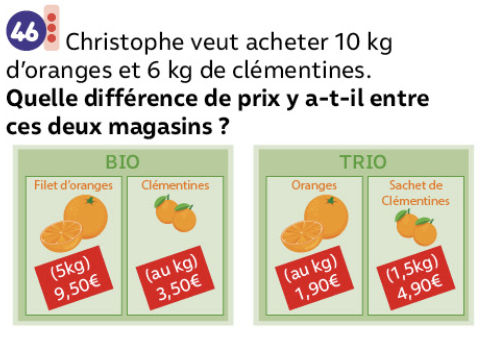 46 Christophe veut acheter 10 kg
d’oranges et 6 kg de clémentines.
Quelle différence de prix y a-t-il entre
ces deux magasins ?
BIO
Filet d’oranges
(5kg)
9,50€
Clémentines
(au kg)
3,50€
TRIO
Oranges
(au kg)
1,90€
Sachet de
Clémentines
(1,5kg)
4,90€